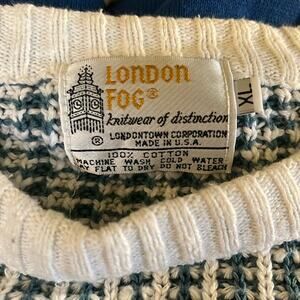 LONDON
FOG®
knitwear of distinction
®
LONDONTOWN CORPORATION
MADE IN U.S.A.
100% COTTON
MACHINE WASH COLD WATER
LAY FLAT TO DRY DO NOT BLEACH
XL